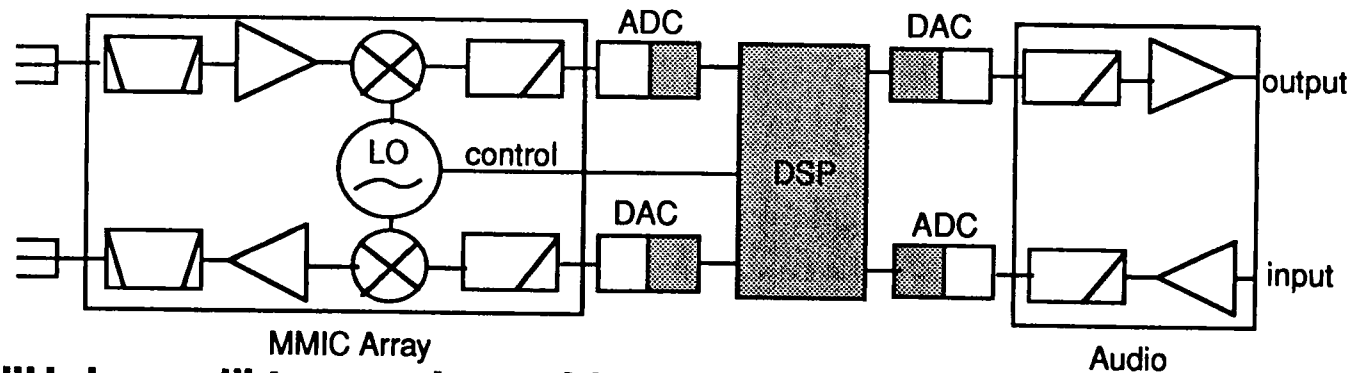 ADC
DAC
output
LO
control
DSP
DAC
ADC
input
MMIC Array
Audio